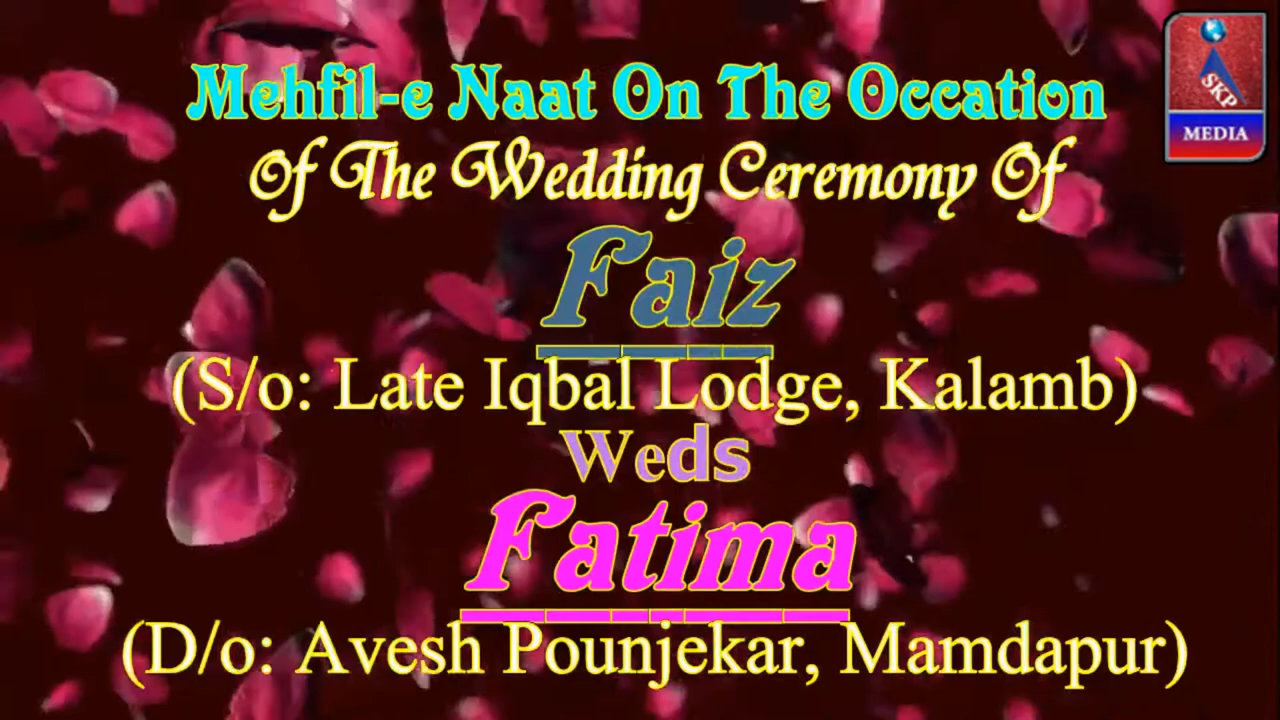 Mehfil-e Naat On The Occation
Of The Wedding Ceremony Of
Faiz
(S/o: Late Iqbal Lodge, Kalamb)
Weds
Fatima
(D/o: Avesh Pounjekar, Mamdapur)
SKP
MEDIA